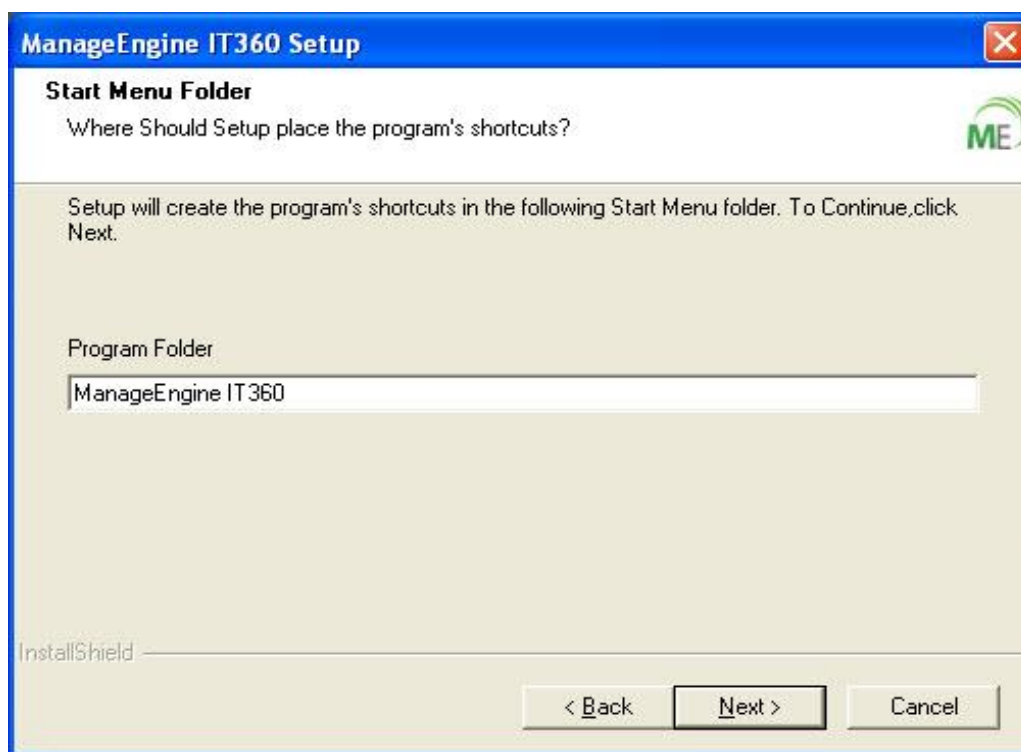 ManageEngine IT360 Setup
Start Menu Folder
Where Should Setup place the program's shortcuts?
ME
Setup will create the program's shortcuts in the following Start Menu folder. To Continue,click
Next.
Program Folder
ManageEngine IT360
InstallShield
< Back Next > Cancel